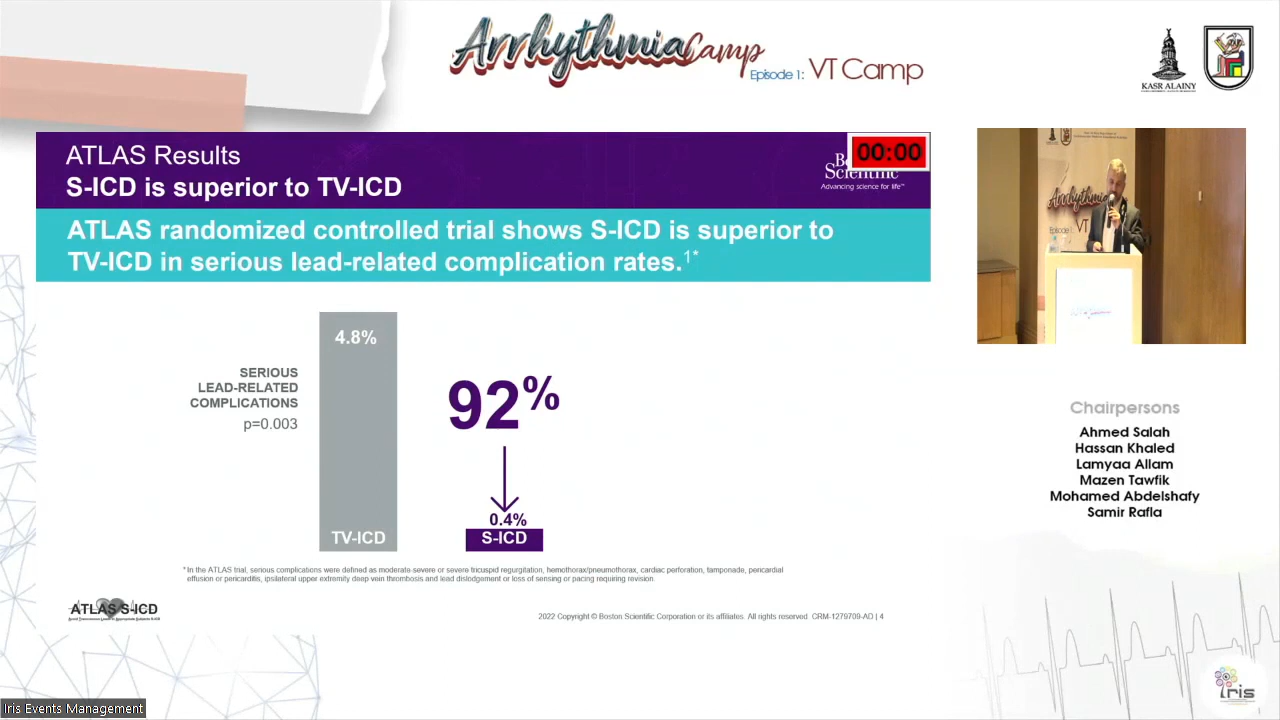 Arrhythmia Camp
Episode 1: VT Camp
KASR ALAINY
ATLAS Results
S-ICD is superior to TV-ICD
00:00
Scientific
Advancing science for life™
ATLAS randomized controlled trial shows S-ICD is superior to
TV-ICD in serious lead-related complication rates.1*
4.8%
SERIOUS
LEAD-RELATED
COMPLICATIONS
p=0.003
92%
0.4%
TV-ICD
S-ICD
*In the ATLAS trial, serious complications were defined as moderate-severe or severe tricuspid regurgitation, hemothorax/pneumothorax, cardiac perforation, tamponade, pericardial
effusion or pericarditis, ipsilateral upper extremity deep vein thrombosis and lead dislodgement or loss of sensing or pacing requiring revision.
ATLAS S-ICD
2022 Copyright © Boston Scientific Corporation or its affiliates. All rights reserved. CRM-1279709-AD | 4
Arrhythmia
Episode 1: VT
Chairpersons
Ahmed Salah
Hassan Khaled
Lamyaa Allam
Mazen Tawfik
Mohamed Abdelshafy
Samir Rafla
Iris Events Management
iris